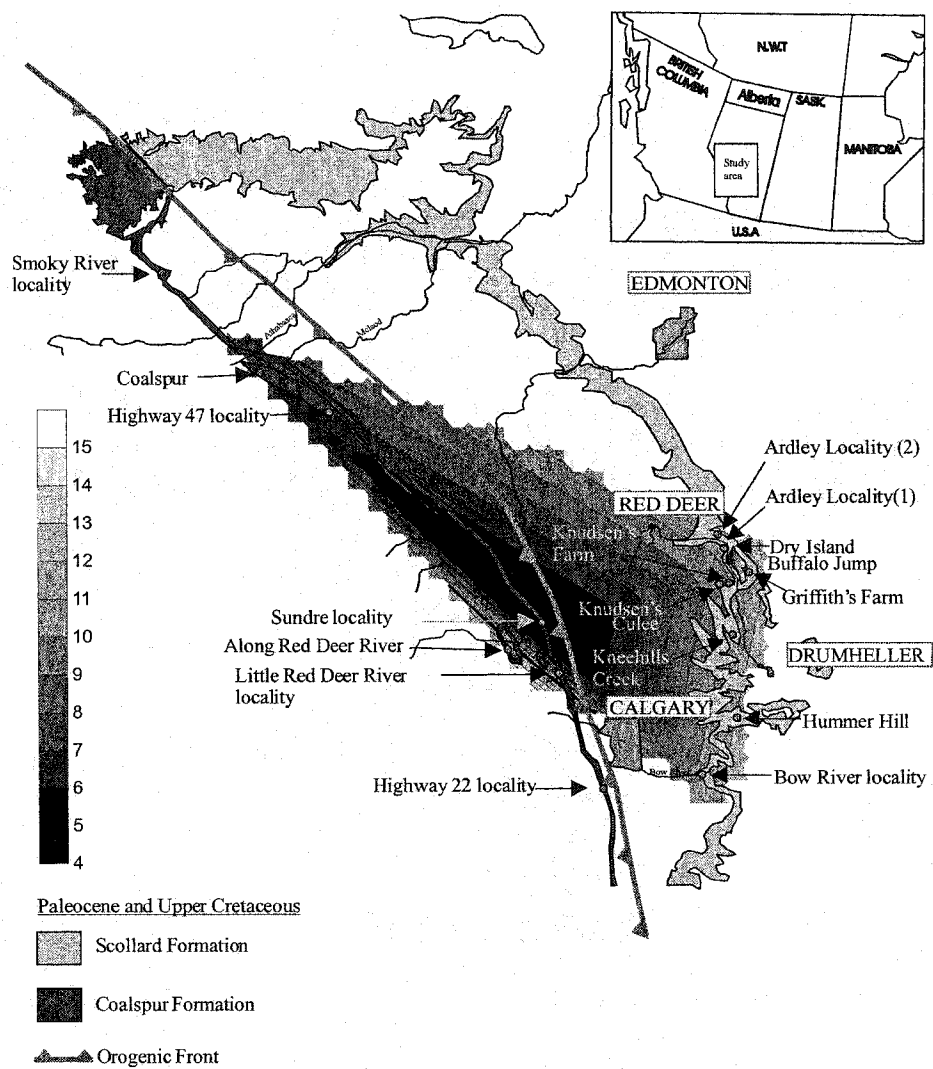 N.W.T
BRITISH
COLUMBIA
Alberta
SASK.
MANITOBA
Study
area
U.S.A
Smoky River
locality
EDMONTON
Athabasca
Mcleod
Coalspur
Highway 47 locality
Ardley Locality (2)
RED DEER
Ardley Locality(1)
Knudsen's
Farm
Dry Island
Buffalo Jump
Griffith's Farm
Sundre locality
Knudsen's
Culee
Along Red Deer River
Kneehills
Creek
DRUMHELLER
Little Red Deer River
locality
CALGARY
Hummer Hill
Highway 22 locality
Bow River locality
15
14
13
12
11
10
9
8
7
6
5
4
Paleocene and Upper Cretaceous
Scollard Formation
Coalspur Formation
Orogenic Front